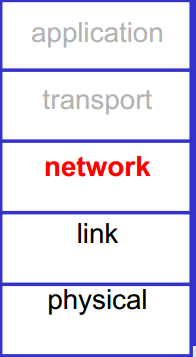 application
transport
network
link
physical